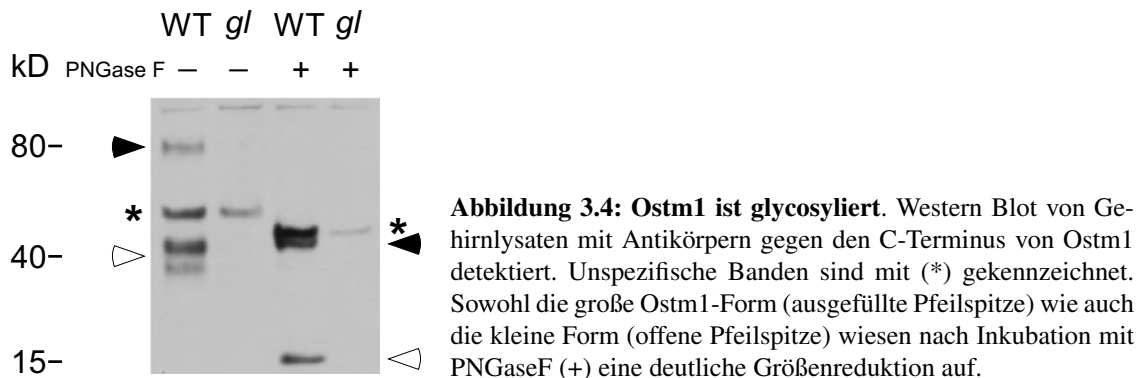 WT gl WT gl
kD PNGase F – – + +
80–
* *
40–
15–
Abbildung 3.4: Ostm1 ist glycosyliert. Western Blot von Ge-
hirnlysaten mit Antikörpern gegen den C-Terminus von Ostm1
detektiert. Unspezifische Banden sind mit (*) gekennzeichnet.
Sowohl die große Ostm1-Form (ausgefüllte Pfeilspitze) wie auch
die kleine Form (offene Pfeilspitze) wiesen nach Inkubation mit
PNGaseF (+) eine deutliche Größenreduktion auf.